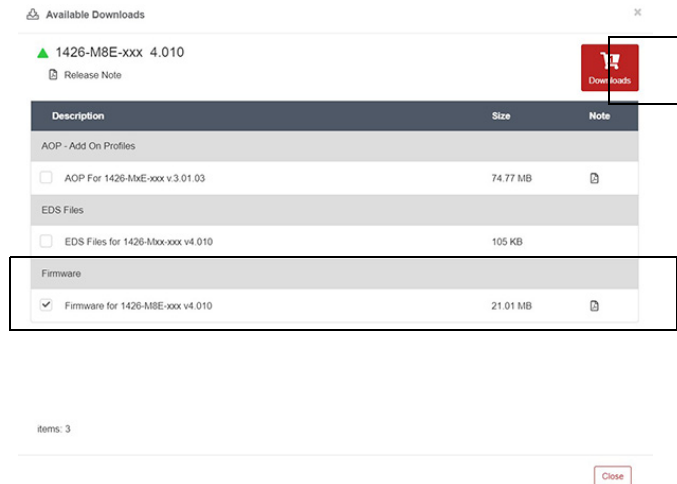 Available Downloads
1426-M8E-xxx 4.010
Release Note
Downloads
Description Size Note
AOP - Add On Profiles
AOP For 1426-MxE-xxx v.3.01.03 74.77 MB
EDS Files
EDS Files for 1426-Mxx-xxx v4.010 105 KB
Firmware
Firmware for 1426-M8E-xxx v4.010 21.01 MB
items: 3
Close